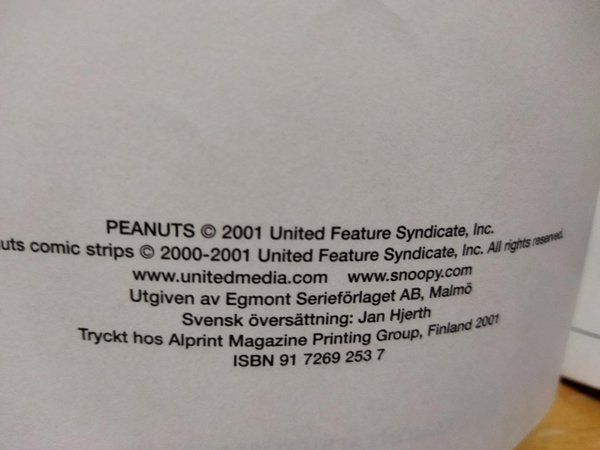 PEANUTS © 2001 United Feature Syndicate, Inc.
uts comic strips © 2000-2001 United Feature Syndicate, Inc. All rights reserved.
www.unitedmedia.com www.snoopy.com
Utgiven av Egmont Serieförlaget AB, Malmö
Svensk översättning: Jan Hjerth
Tryckt hos Alprint Magazine Printing Group, Finland 2001
ISBN 91 7269 253 7